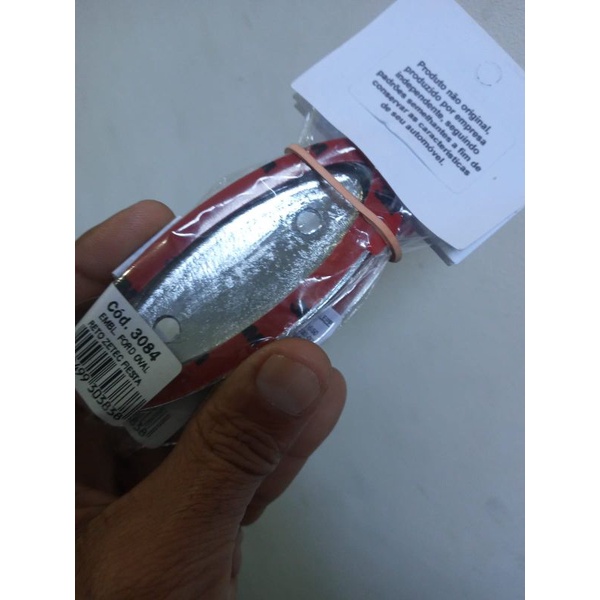 Produto não original,
produzido por empresa
independente, seguindo
padrões semelhantes a fim de
conservar as características
de seu automóvel.
Cód. 3084
EMBL. FORD OVAL
RETO ZETEC FIESTA